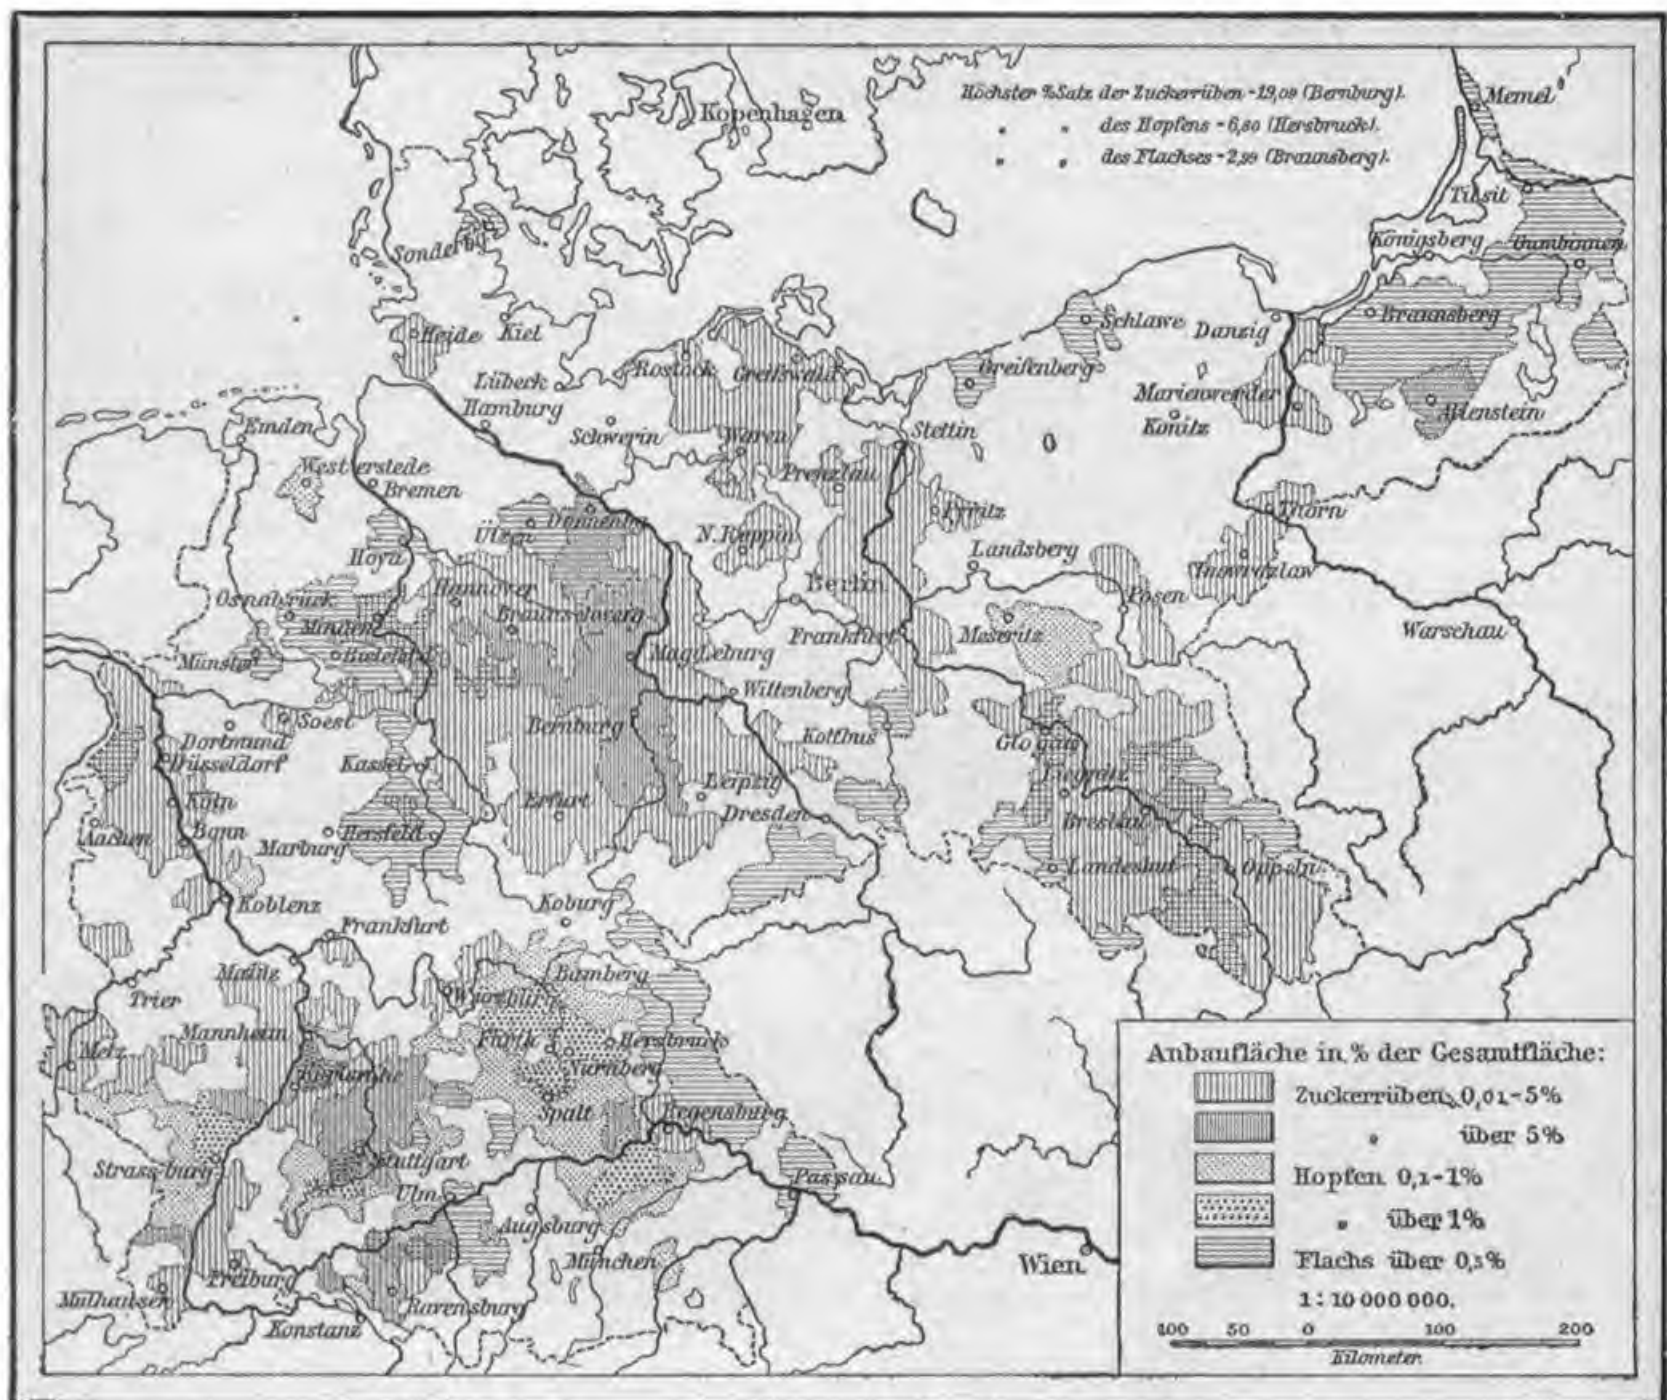 Höchster %Satz der Zuckerrüben - 19,09 (Bernburg).
" " des Hopfens - 6,80 (Hersbruck).
" " des Flachses - 2,99 (Braunsberg).
Kopenhagen
Memel
Tilsit
Sonderbg
Königsberg
Gumbinnen
Heide
Kiel
Schlawe
Danzig
Braunsberg
Rostock
Greifswald
Greifenberg
Lübeck
Marienwerder
Hamburg
Allenstein
Konitz
Emden
Schwerin
Waren
Stettin
Westerstede
Prenzlau
Bremen
Pyritz
Thorn
Ülzen
Dannenbg
N. Ruppin
Hoya
Landsberg
Inowrazlaw
Hannover
Berlin
Posen
Osnabrück
Braunschweig
Minden
Frankfurt
Meseritz
Warschau
Münster
Bielefeld
Magdeburg
Wittenberg
Soest
Bernburg
Kottbus
Glogau
Dortmund
Düsseldorf
Kassel
Leipzig
Liegnitz
Köln
Erfurt
Dresden
Breslau
Aachen
Bonn
Marburg
Hersfeld
Landeshut
Oppeln
Koblenz
Koburg
Frankfurt
Mainz
Bamberg
Trier
Würzburg
Mannheim
Fürth
Hersbruck
Metz
Nürnberg
Karlsruhe
Spalt
Regensburg
Strassburg
Stuttgart
Passau
Ulm
Augsburg
München
Wien
Freiburg
Mülhausen
Ravensburg
Konstanz
Anbaufläche in % der Gesamtfläche:
Zuckerrüben 0,01-5%
" über 5%
Hopfen 0,1-1%
" über 1%
Flachs über 0,5%
1:10 000 000.
100 50 0 100 200
Kilometer